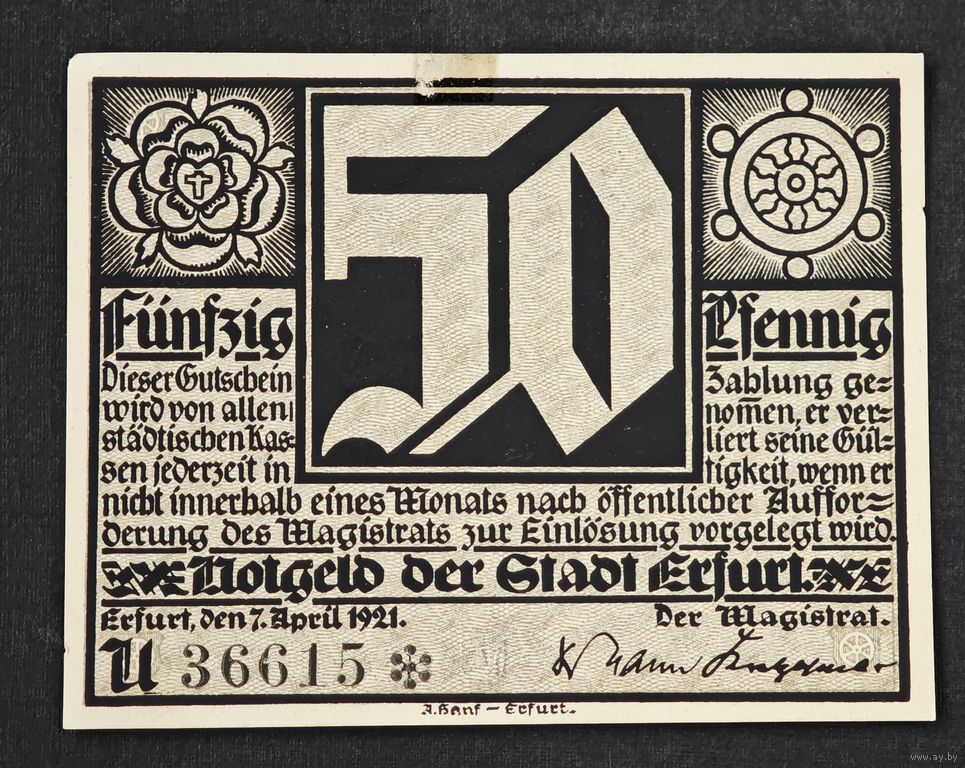 50
Fünfzig Pfennig
Dieser Gutschein
wird von allen
städtischen Kas=
sen jederzeit in
Zahlung ge=
nom̄en, er ver=
liert seine Gül=
tigkeit, wenn er
nicht innerhalb eines Monats nach öffentlicher Auffor=
derung des Magistrats zur Einlösung vorgelegt wird.
Notgeld der Stadt Erfurt.
Erfurt, den 7. April 1921. Der Magistrat.
U 36615
A. Hanf — Erfurt.
www.ay.by